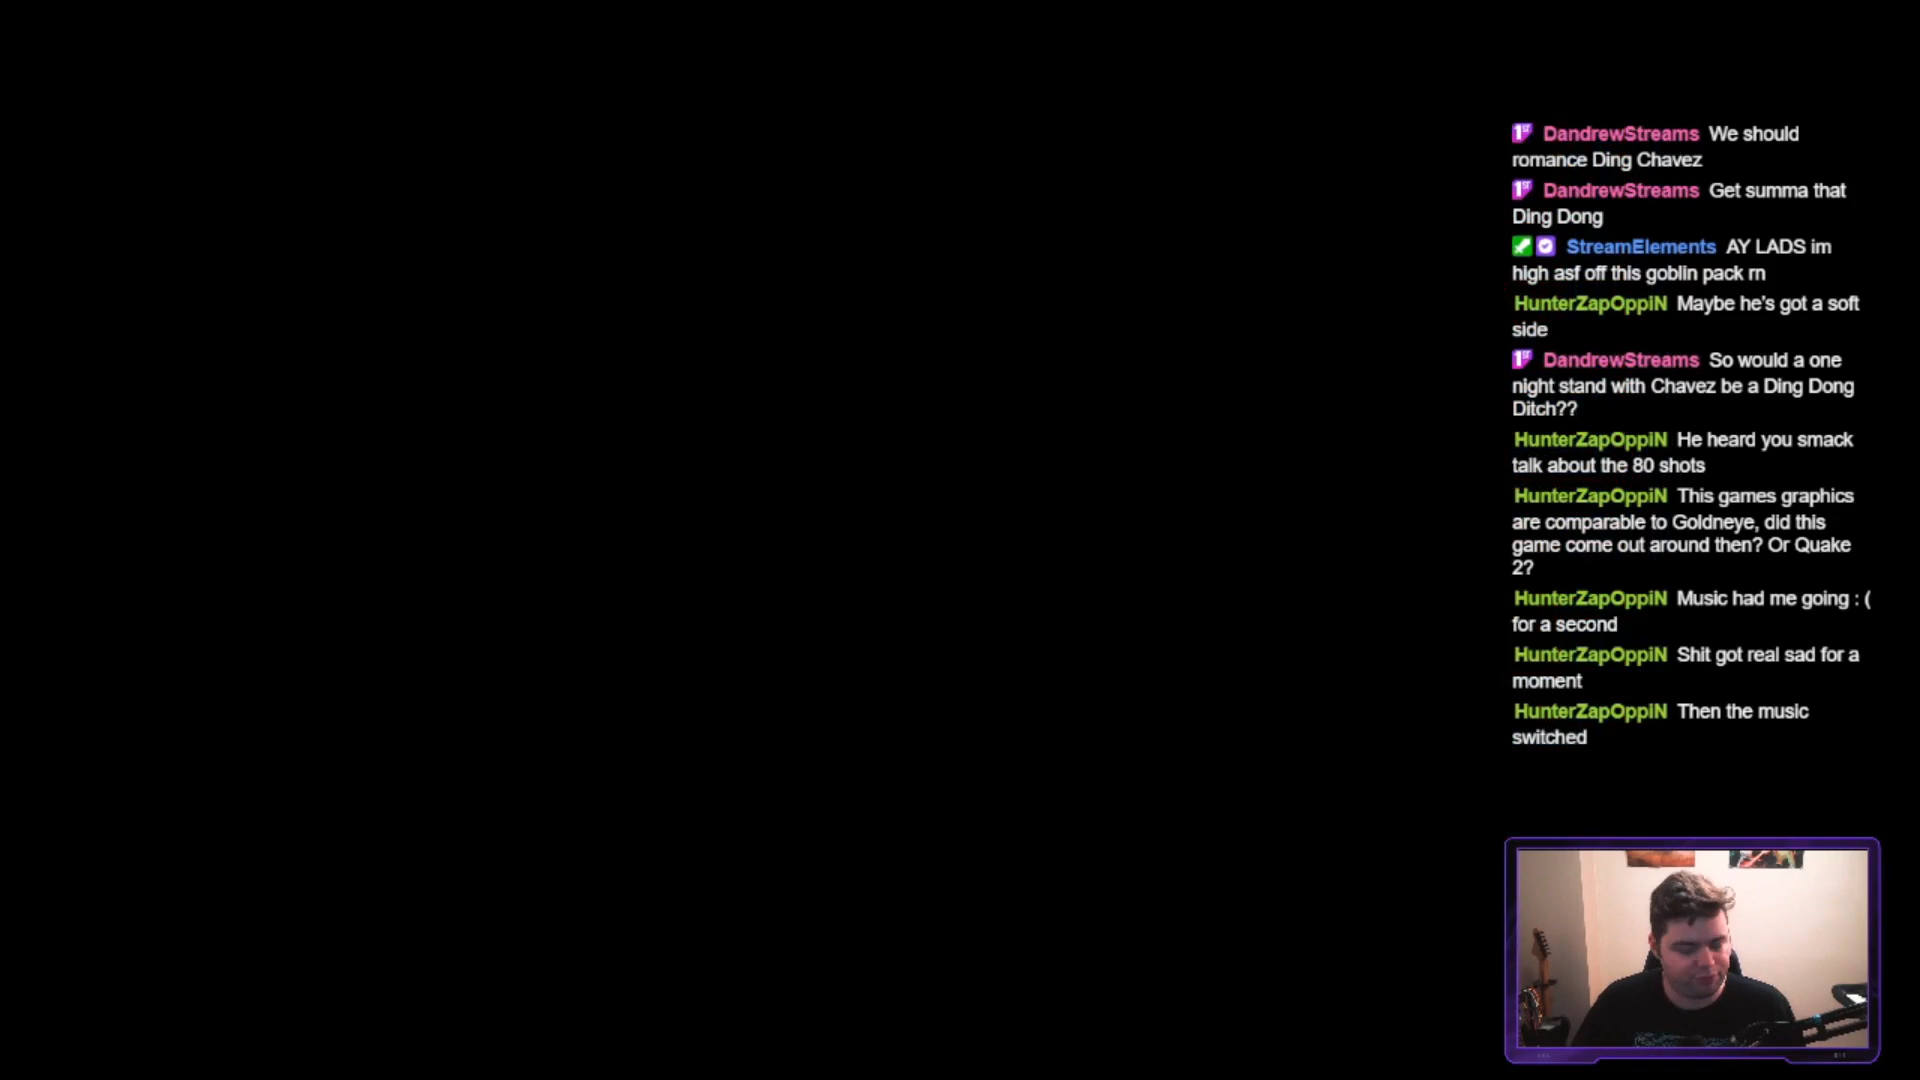 DandrewStreams We should
romance Ding Chavez
DandrewStreams Get summa that
Ding Dong
StreamElements AY LADS im
high asf off this goblin pack rn
HunterZapOppiN Maybe he's got a soft
side
DandrewStreams So would a one
night stand with Chavez be a Ding Dong
Ditch??
HunterZapOppiN He heard you smack
talk about the 80 shots
HunterZapOppiN This games graphics
are comparable to Goldneye, did this
game come out around then? Or Quake
2?
HunterZapOppiN Music had me going : (
for a second
HunterZapOppiN Shit got real sad for a
moment
HunterZapOppiN Then the music
switched